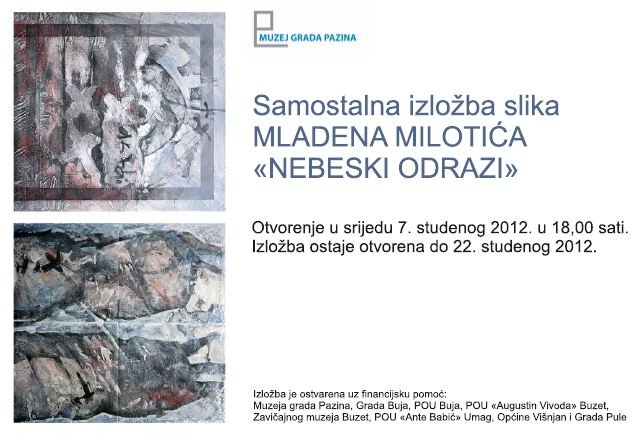 MUZEJ GRADA PAZINA
Samostalna izložba slika
MLADENA MILOTIĆA
«NEBESKI ODRAZI»
Otvorenje u srijedu 7. studenog 2012. u 18,00 sati.
Izložba ostaje otvorena do 22. studenog 2012.
Izložba je ostvarena uz financijsku pomoć:
Muzeja grada Pazina, Grada Buja, POU Buja, POU «Augustin Vivoda» Buzet,
Zavičajnog muzeja Buzet, POU «Ante Babić» Umag, Općine Višnjan i Grada Pule